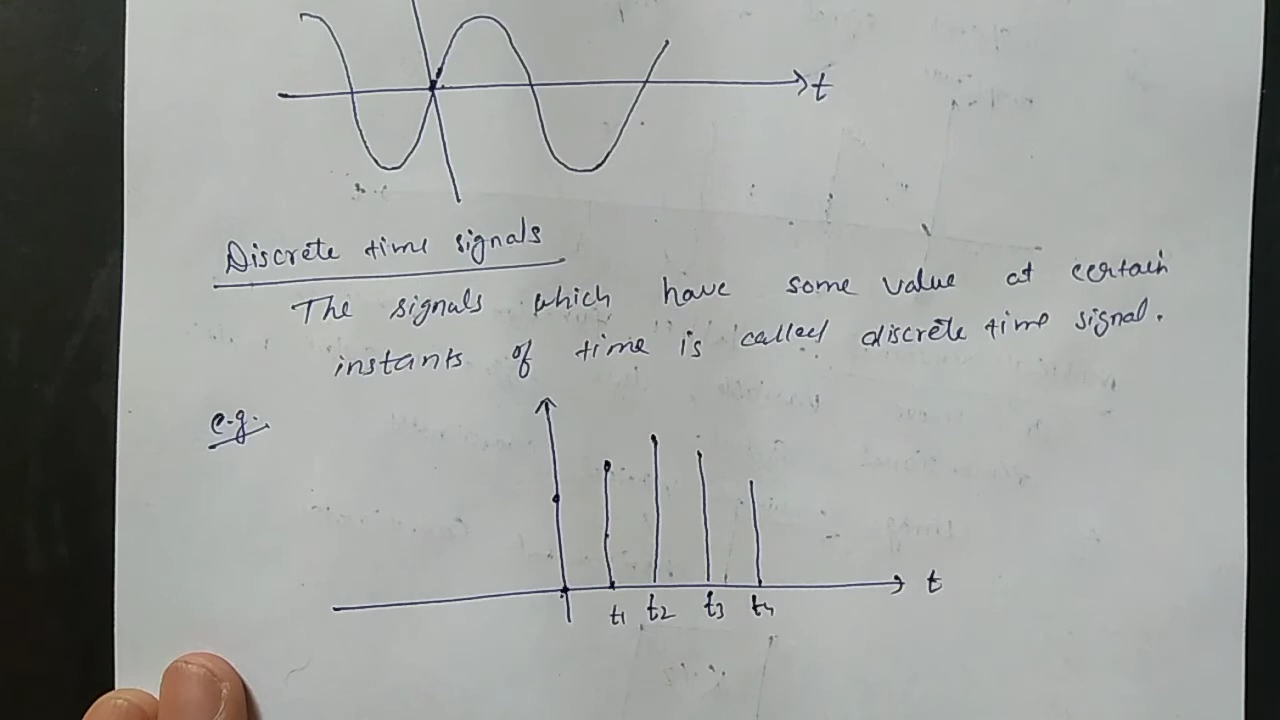 t
Discrete time signals
The signals which have some value at certain
instants of time is called discrete time signal.
e.g.
t
t1 t2 t3 t4